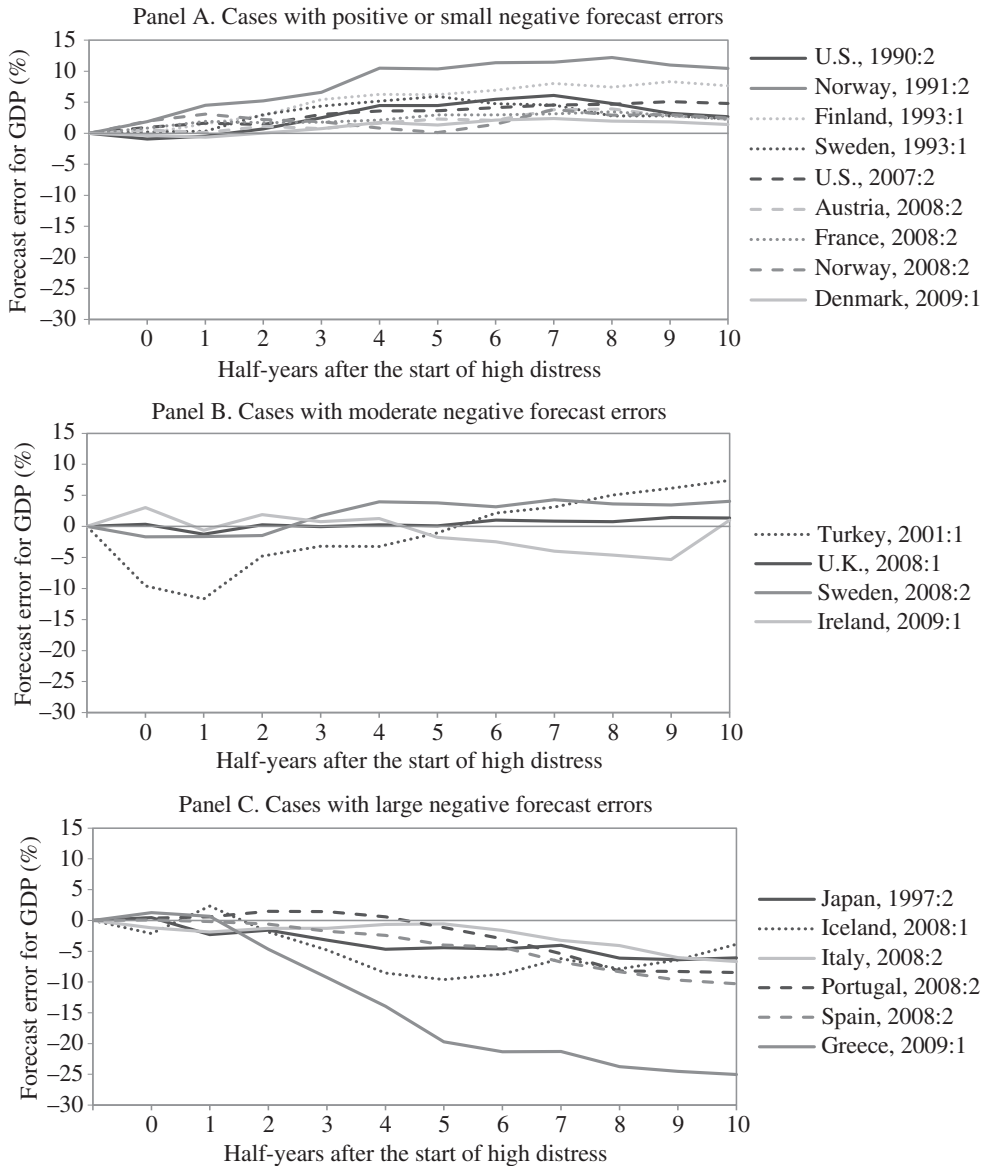 Panel A. Cases with positive or small negative forecast errors
Forecast error for GDP (%)
15
10
5
0
–5
–10
–15
–20
–25
–30
0 1 2 3 4 5 6 7 8 9 10
Half-years after the start of high distress
U.S., 1990:2
Norway, 1991:2
Finland, 1993:1
Sweden, 1993:1
U.S., 2007:2
Austria, 2008:2
France, 2008:2
Norway, 2008:2
Denmark, 2009:1
Panel B. Cases with moderate negative forecast errors
Forecast error for GDP (%)
15
10
5
0
–5
–10
–15
–20
–25
–30
0 1 2 3 4 5 6 7 8 9 10
Half-years after the start of high distress
Turkey, 2001:1
U.K., 2008:1
Sweden, 2008:2
Ireland, 2009:1
Panel C. Cases with large negative forecast errors
Forecast error for GDP (%)
15
10
5
0
–5
–10
–15
–20
–25
–30
0 1 2 3 4 5 6 7 8 9 10
Half-years after the start of high distress
Japan, 1997:2
Iceland, 2008:1
Italy, 2008:2
Portugal, 2008:2
Spain, 2008:2
Greece, 2009:1